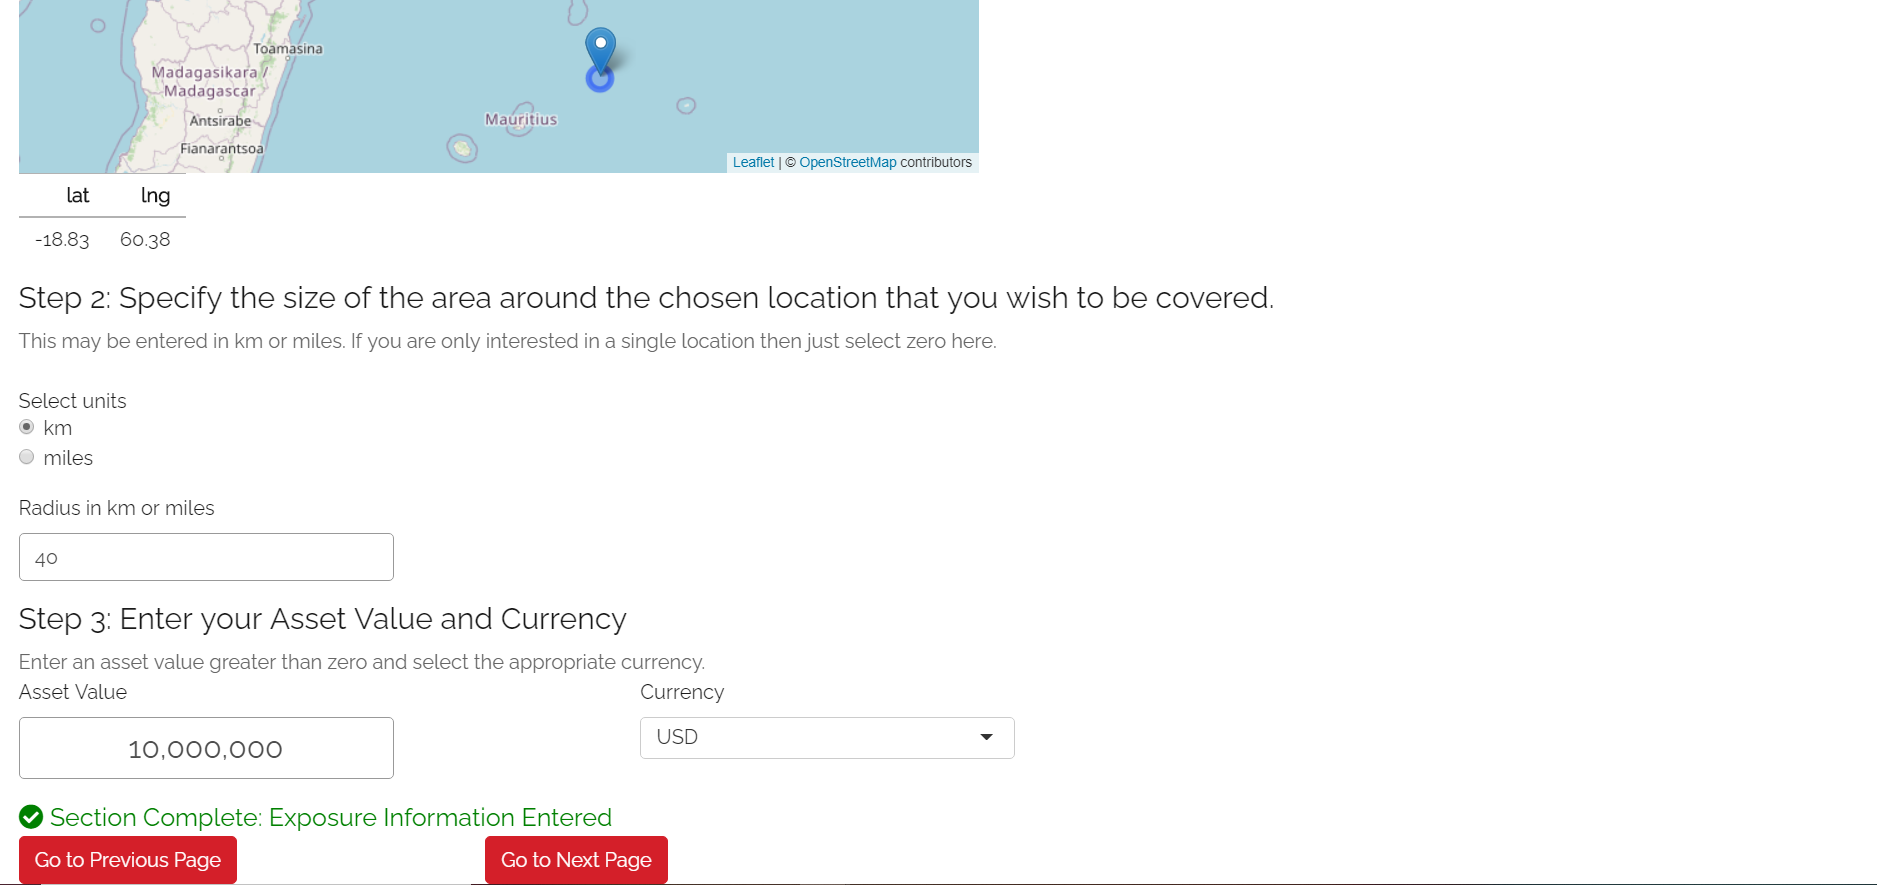 Toamasina
Madagasikara /
Madagascar
Antsirabe
Mauritius
Fianarantsoa
Leaflet | © OpenStreetMap contributors
lat lng
-18.83 60.38
Step 2: Specify the size of the area around the chosen location that you wish to be covered.
This may be entered in km or miles. If you are only interested in a single location then just select zero here.
Select units
km
miles
Radius in km or miles
40
Step 3: Enter your Asset Value and Currency
Enter an asset value greater than zero and select the appropriate currency.
Asset Value Currency
10,000,000 USD
Section Complete: Exposure Information Entered
Go to Previous Page Go to Next Page